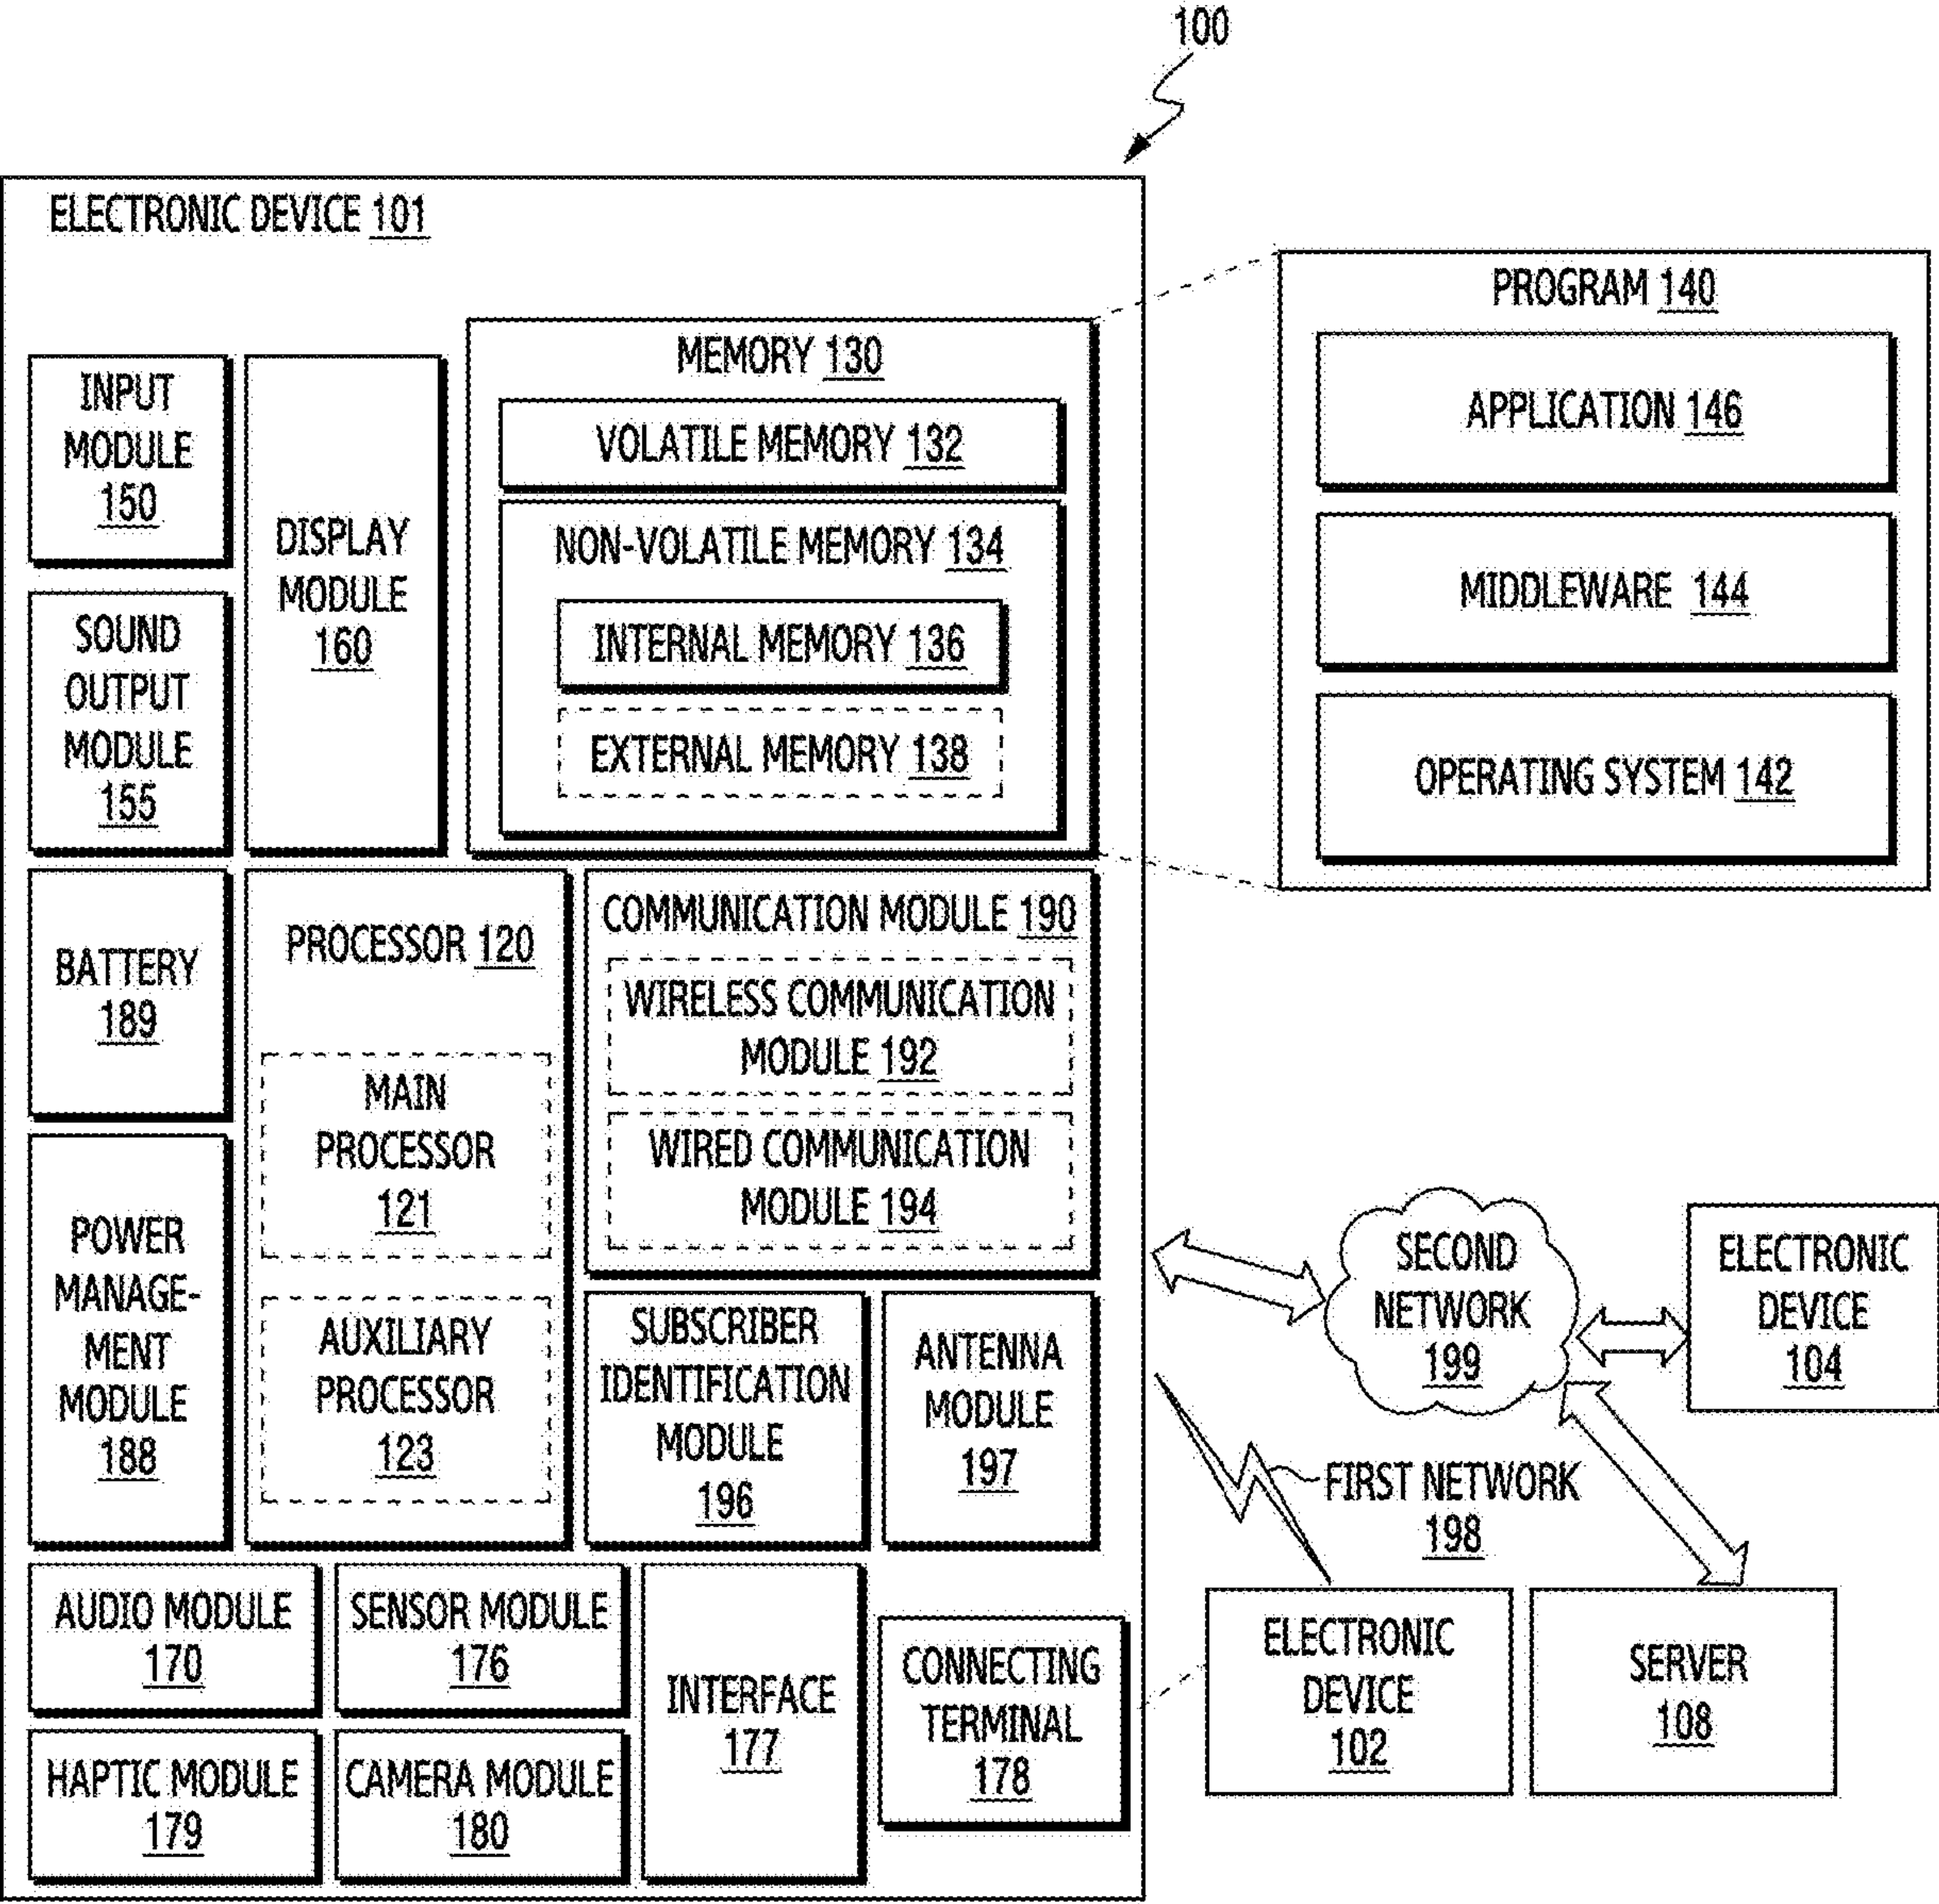 100
ELECTRONIC DEVICE 101
INPUT
MODULE
150
SOUND
OUTPUT
MODULE
155
DISPLAY
MODULE
160
MEMORY 130
VOLATILE MEMORY 132
NON-VOLATILE MEMORY 134
INTERNAL MEMORY 136
EXTERNAL MEMORY 138
PROGRAM 140
APPLICATION 146
MIDDLEWARE 144
OPERATING SYSTEM 142
BATTERY
189
POWER
MANAGE-
MENT
MODULE
188
PROCESSOR 120
MAIN
PROCESSOR
121
AUXILIARY
PROCESSOR
123
COMMUNICATION MODULE 190
WIRELESS COMMUNICATION
MODULE 192
WIRED COMMUNICATION
MODULE 194
SUBSCRIBER
IDENTIFICATION
MODULE
196
ANTENNA
MODULE
197
SECOND
NETWORK
199
ELECTRONIC
DEVICE
104
FIRST NETWORK
198
AUDIO MODULE
170
SENSOR MODULE
176
INTERFACE
177
CONNECTING
TERMINAL
178
HAPTIC MODULE
179
CAMERA MODULE
180
ELECTRONIC
DEVICE
102
SERVER
108